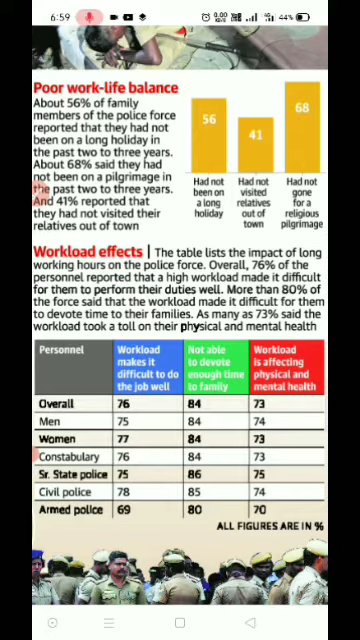 6:59
0.00
KB/S
4G
44%
Poor work-life balance
About 56% of family
members of the police force
reported that they had not
been on a long holiday in
the past two to three years.
About 68% said they had
not been on a pilgrimage in
the past two to three years.
And 41% reported that
they had not visited their
relatives out of town
56
41
68
Had not
been on
a long
holiday
Had not
visited
relatives
out of
town
Had not
gone
for a
religious
pilgrimage
Workload effects | The table lists the impact of long
working hours on the police force. Overall, 76% of the
personnel reported that a high workload made it difficult
for them to perform their duties well. More than 80% of
the force said that the workload made it difficult for them
to devote time to their families. As many as 73% said the
workload took a toll on their physical and mental health
Personnel
Workload
makes it
difficult to do
the job well
Not able
to devote
enough time
to family
Workload
is affecting
physical and
mental health
Overall 76 84 73
Men 75 84 74
Women 77 84 73
Constabulary 76 84 73
Sr. State police 75 86 75
Civil police 78 85 74
Armed police 69 80 70
ALL FIGURES ARE IN %